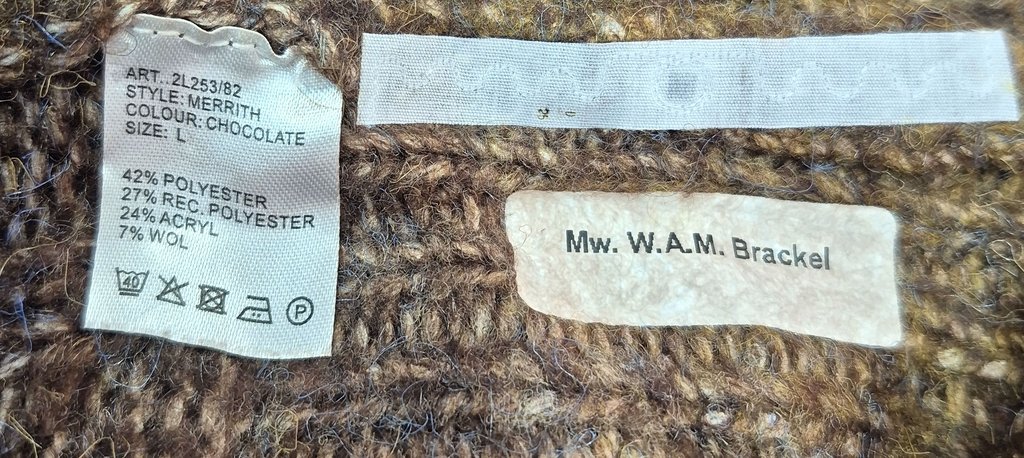 ART.: 2L253/82
STYLE: MERRITH
COLOUR: CHOCOLATE
SIZE: L
42% POLYESTER
27% REC. POLYESTER
24% ACRYL
7% WOL
40
P
Mw. W.A.M. Brackel